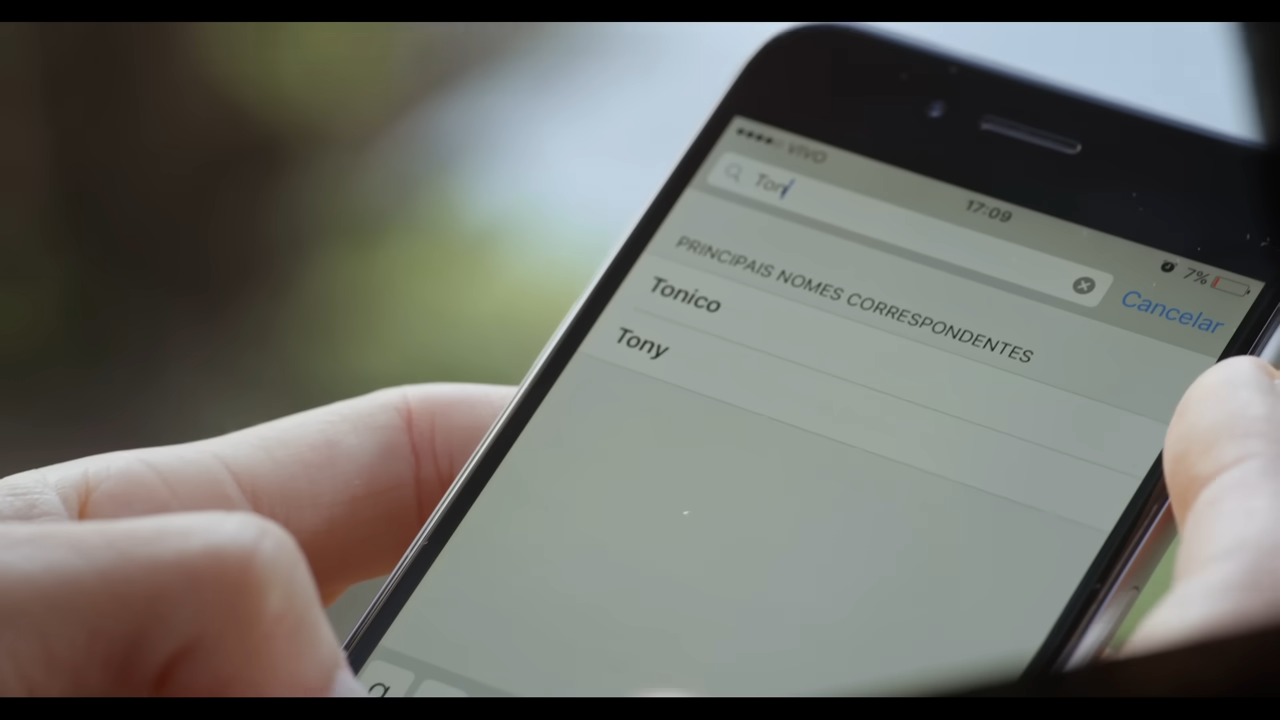 VIVO
17:09
7%
Ton
Cancelar
PRINCIPAIS NOMES CORRESPONDENTES
Tonico
Tony
q